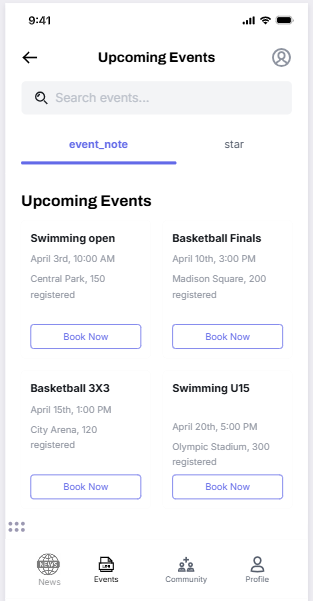 9:41
Upcoming Events
Search events...
event_note
star
Upcoming Events
Swimming open
April 3rd, 10:00 AM
Central Park, 150
registered
Book Now
Basketball Finals
April 10th, 3:00 PM
Madison Square, 200
registered
Book Now
Basketball 3X3
April 15th, 1:00 PM
City Arena, 120
registered
Book Now
Swimming U15
April 20th, 5:00 PM
Olympic Stadium, 300
registered
Book Now
NEWS
News
Events
Community
Profile